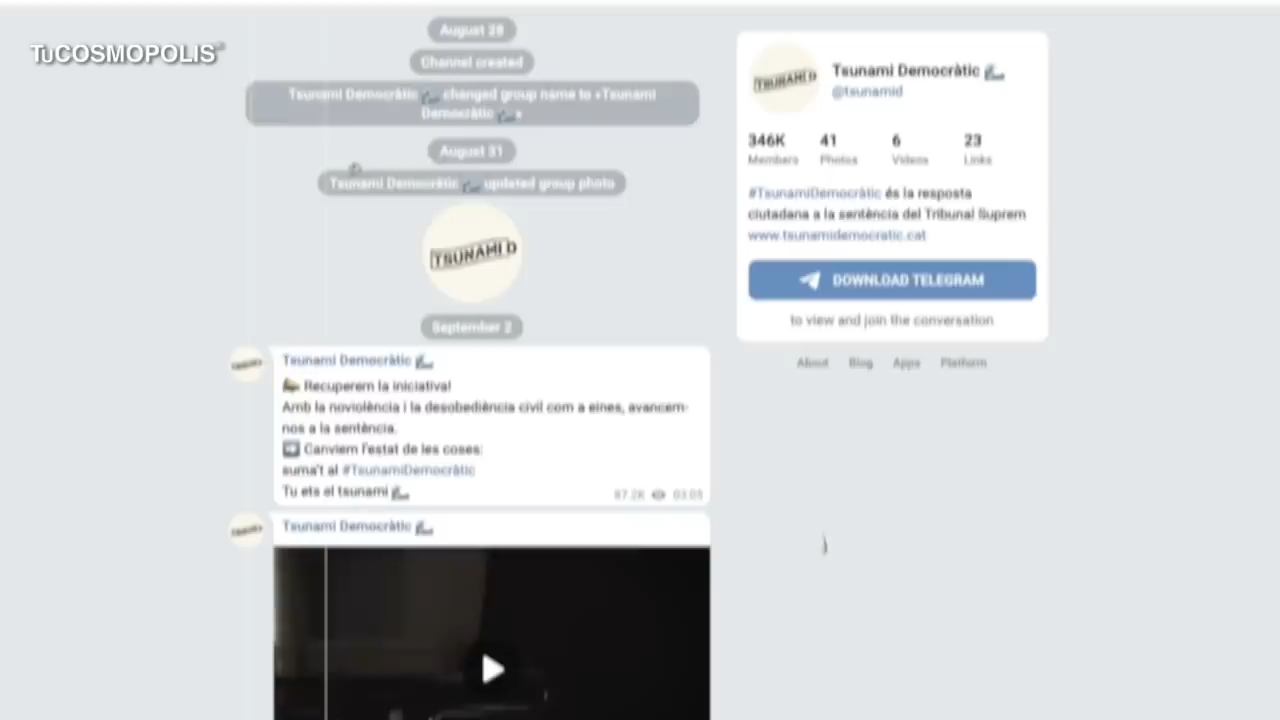 TUCOSMOPOLIS
August 28
Channel created
Tsunami Democràtic 🌊 changed group name to «Tsunami
Democràtic 🌊»
August 31
Tsunami Democràtic 🌊 updated group photo
TSUNAMI D
September 2
Tsunami Democràtic 🌊
Recuperem la iniciativa!
Amb la noviolència i la desobediència civil com a eines, avancem-
nos a la sentència.
➡️ Canviem l'estat de les coses:
suma't al #TsunamiDemocràtic
Tu ets el tsunami 🌊
87.2K 03:05
Tsunami Democràtic 🌊
TSUNAMI D
Tsunami Democràtic 🌊
@tsunamid
346K 41 6 23
Members Photos Videos Links
#TsunamiDemocràtic és la resposta
ciutadana a la sentència del Tribunal Suprem
www.tsunamidemocratic.cat
DOWNLOAD TELEGRAM
to view and join the conversation
About Blog Apps Platform